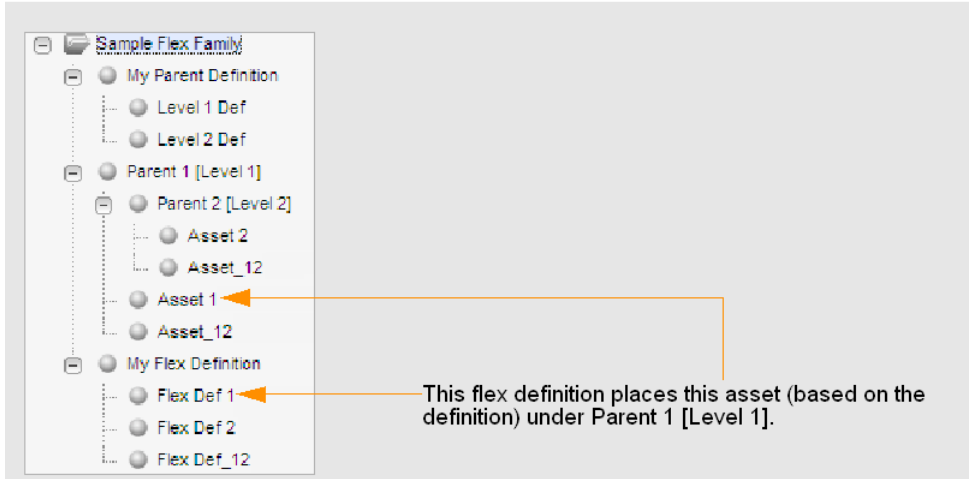 Sample Flex Family
My Parent Definition
Level 1 Def
Level 2 Def
Parent 1 [Level 1]
Parent 2 [Level 2]
Asset 2
Asset_12
Asset 1
Asset_12
My Flex Definition
Flex Def 1
Flex Def 2
Flex Def_12
This flex definition places this asset (based on the
definition) under Parent 1 [Level 1].